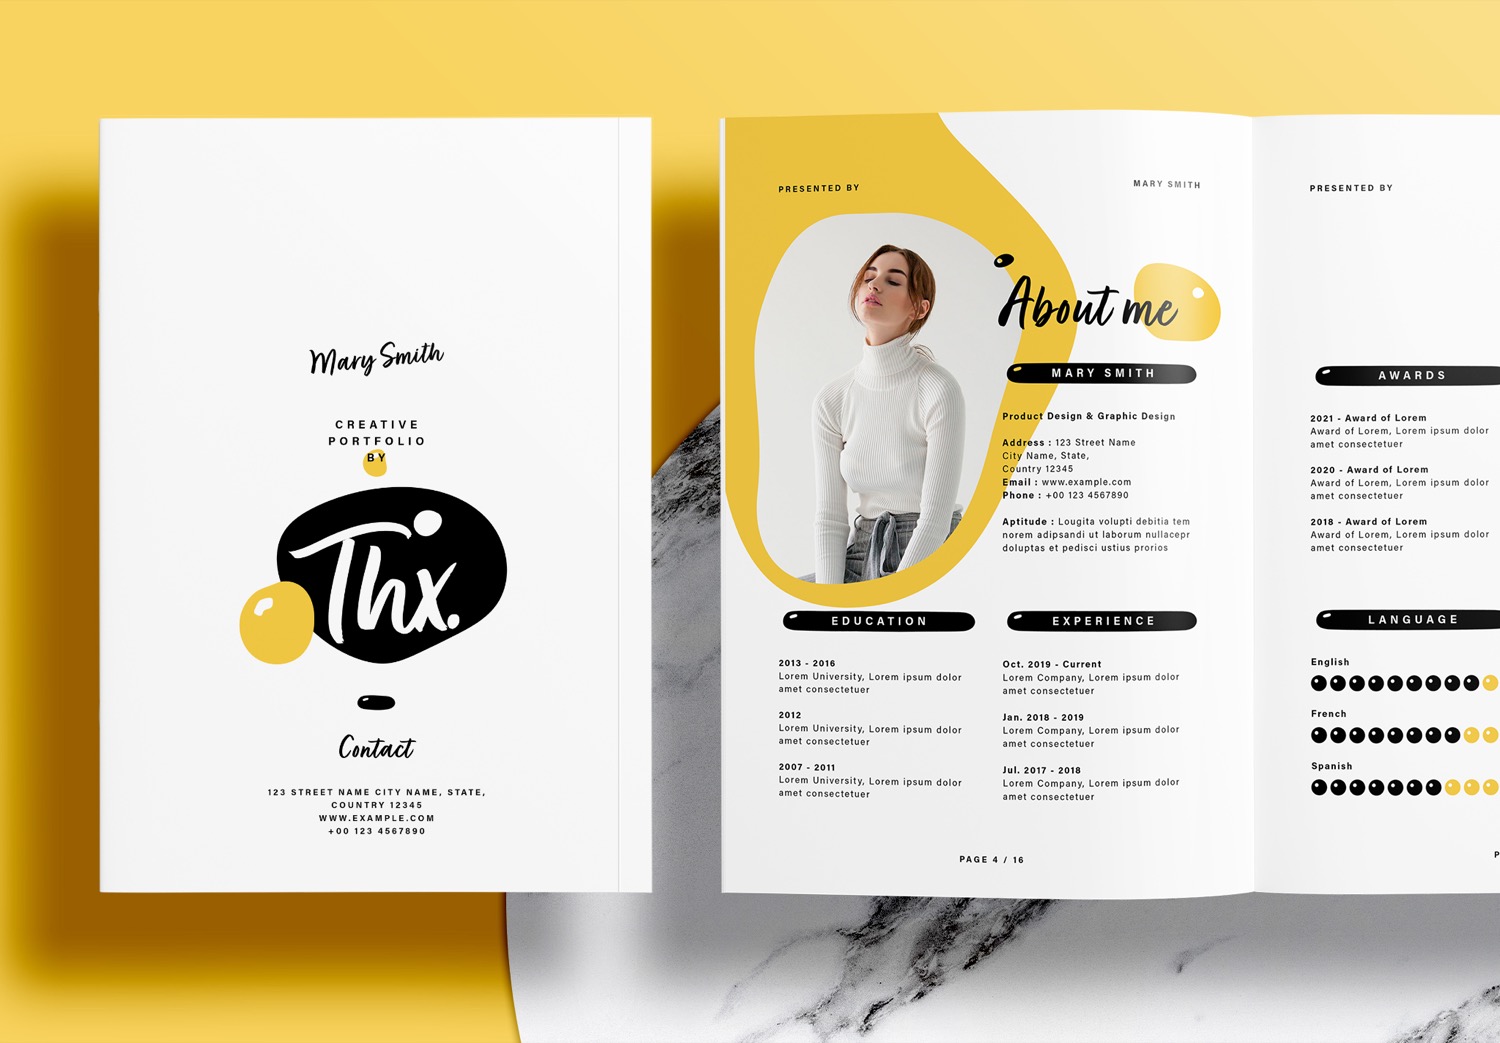 Mary Smith
CREATIVE
PORTFOLIO
BY
Thx.
Contact
123 STREET NAME CITY NAME, STATE,
COUNTRY 12345
WWW.EXAMPLE.COM
+00 123 4567890
PRESENTED BY
MARY SMITH
About me
MARY SMITH
Product Design & Graphic Design
Address : 123 Street Name
City Name, State,
Country 12345
Email : www.example.com
Phone : +00 123 4567890
Aptitude : Lougita volupti debitia tem
norem adipsandi ut laborum nullacepr
doluptas et pedisci ustius prorios
EDUCATION
2013 - 2016
Lorem University, Lorem ipsum dolor
amet consectetuer
2012
Lorem University, Lorem ipsum dolor
amet consectetuer
2007 - 2011
Lorem University, Lorem ipsum dolor
amet consectetuer
EXPERIENCE
Oct. 2019 - Current
Lorem Company, Lorem ipsum dolor
amet consectetuer
Jan. 2018 - 2019
Lorem Company, Lorem ipsum dolor
amet consectetuer
Jul. 2017 - 2018
Lorem Company, Lorem ipsum dolor
amet consectetuer
PAGE 4 / 16
PRESENTED BY
AWARDS
2021 - Award of Lorem
Award of Lorem, Lorem ipsum dolor
amet consectetuer
2020 - Award of Lorem
Award of Lorem, Lorem ipsum dolor
amet consectetuer
2018 - Award of Lorem
Award of Lorem, Lorem ipsum dolor
amet consectetuer
LANGUAGE
English
French
Spanish